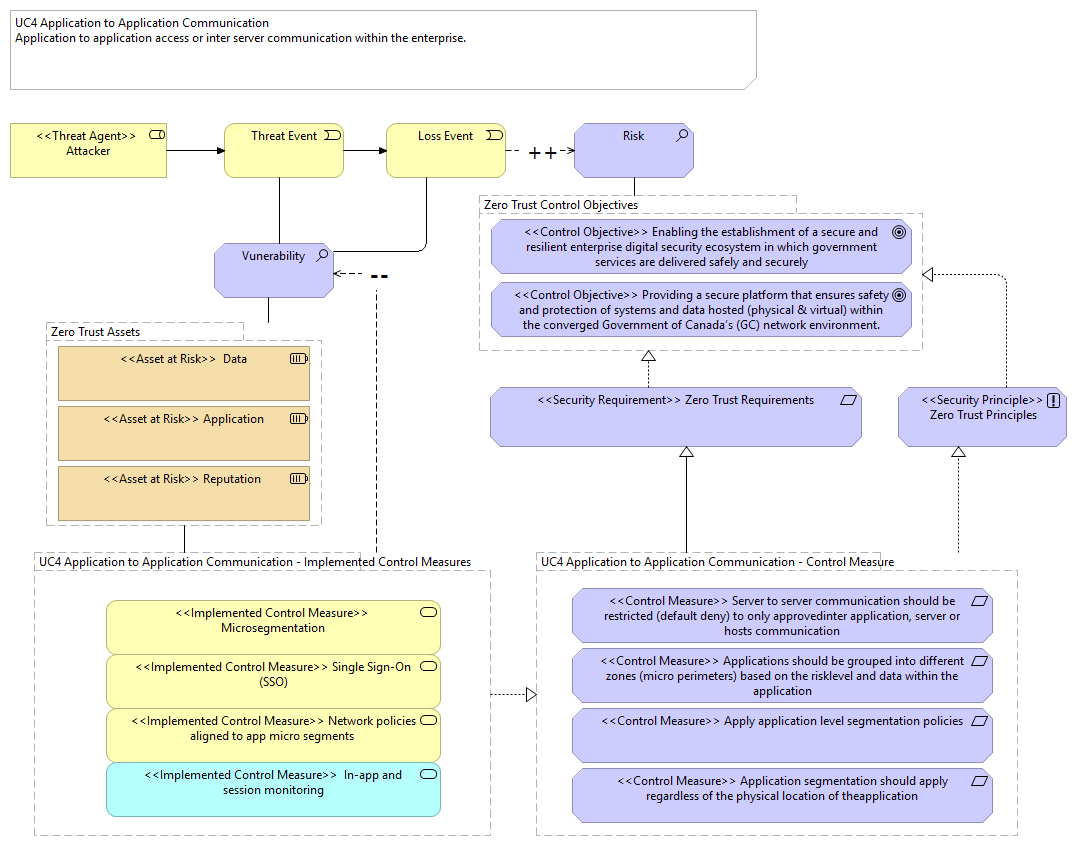 UC4 Application to Application Communication
Application to application access or inter server communication within the enterprise.
<<Threat Agent>>
Attacker
Threat Event
Loss Event
++
Risk
Vunerability
--
Zero Trust Control Objectives
<<Control Objective>> Enabling the establishment of a secure and
resilient enterprise digital security ecosystem in which government
services are delivered safely and securely
<<Control Objective>> Providing a secure platform that ensures safety
and protection of systems and data hosted (physical & virtual) within
the converged Government of Canada's (GC) network environment.
Zero Trust Assets
<<Asset at Risk>> Data
<<Asset at Risk>> Application
<<Asset at Risk>> Reputation
<<Security Requirement>> Zero Trust Requirements
<<Security Principle>>
Zero Trust Principles
UC4 Application to Application Communication - Implemented Control Measures
<<Implemented Control Measure>>
Microsegmentation
<<Implemented Control Measure>> Single Sign-On
(SSO)
<<Implemented Control Measure>> Network policies
aligned to app micro segments
<<Implemented Control Measure>> In-app and
session monitoring
UC4 Application to Application Communication - Control Measure
<<Control Measure>> Server to server communication should be
restricted (default deny) to only approvedinter application, server or
hosts communication
<<Control Measure>> Applications should be grouped into different
zones (micro perimeters) based on the risklevel and data within the
application
<<Control Measure>> Apply application level segmentation policies
<<Control Measure>> Application segmentation should apply
regardless of the physical location of theapplication